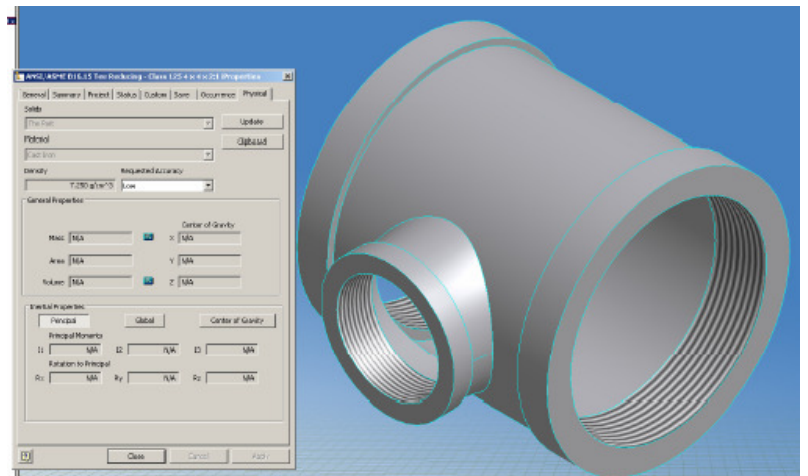 ANSI/ASME B16.15 Tee Reducing - Class 125 4 x 4 x 2:1 Properties
General Summary Project Status Custom Save Occurrence Physical
Solids
The Part
Update
Material
Clipboard
Cast Iron
Density Requested Accuracy
7.250 g/cm^3 Low
General Properties
Center of Gravity
Mass N/A X N/A
Area N/A Y N/A
Volume N/A Z N/A
Inertial Properties
Principal Global Center of Gravity
Principal Moments
I1 N/A I2 N/A I3 N/A
Rotation to Principal
Rx N/A Ry N/A Rz N/A
Close Cancel Apply